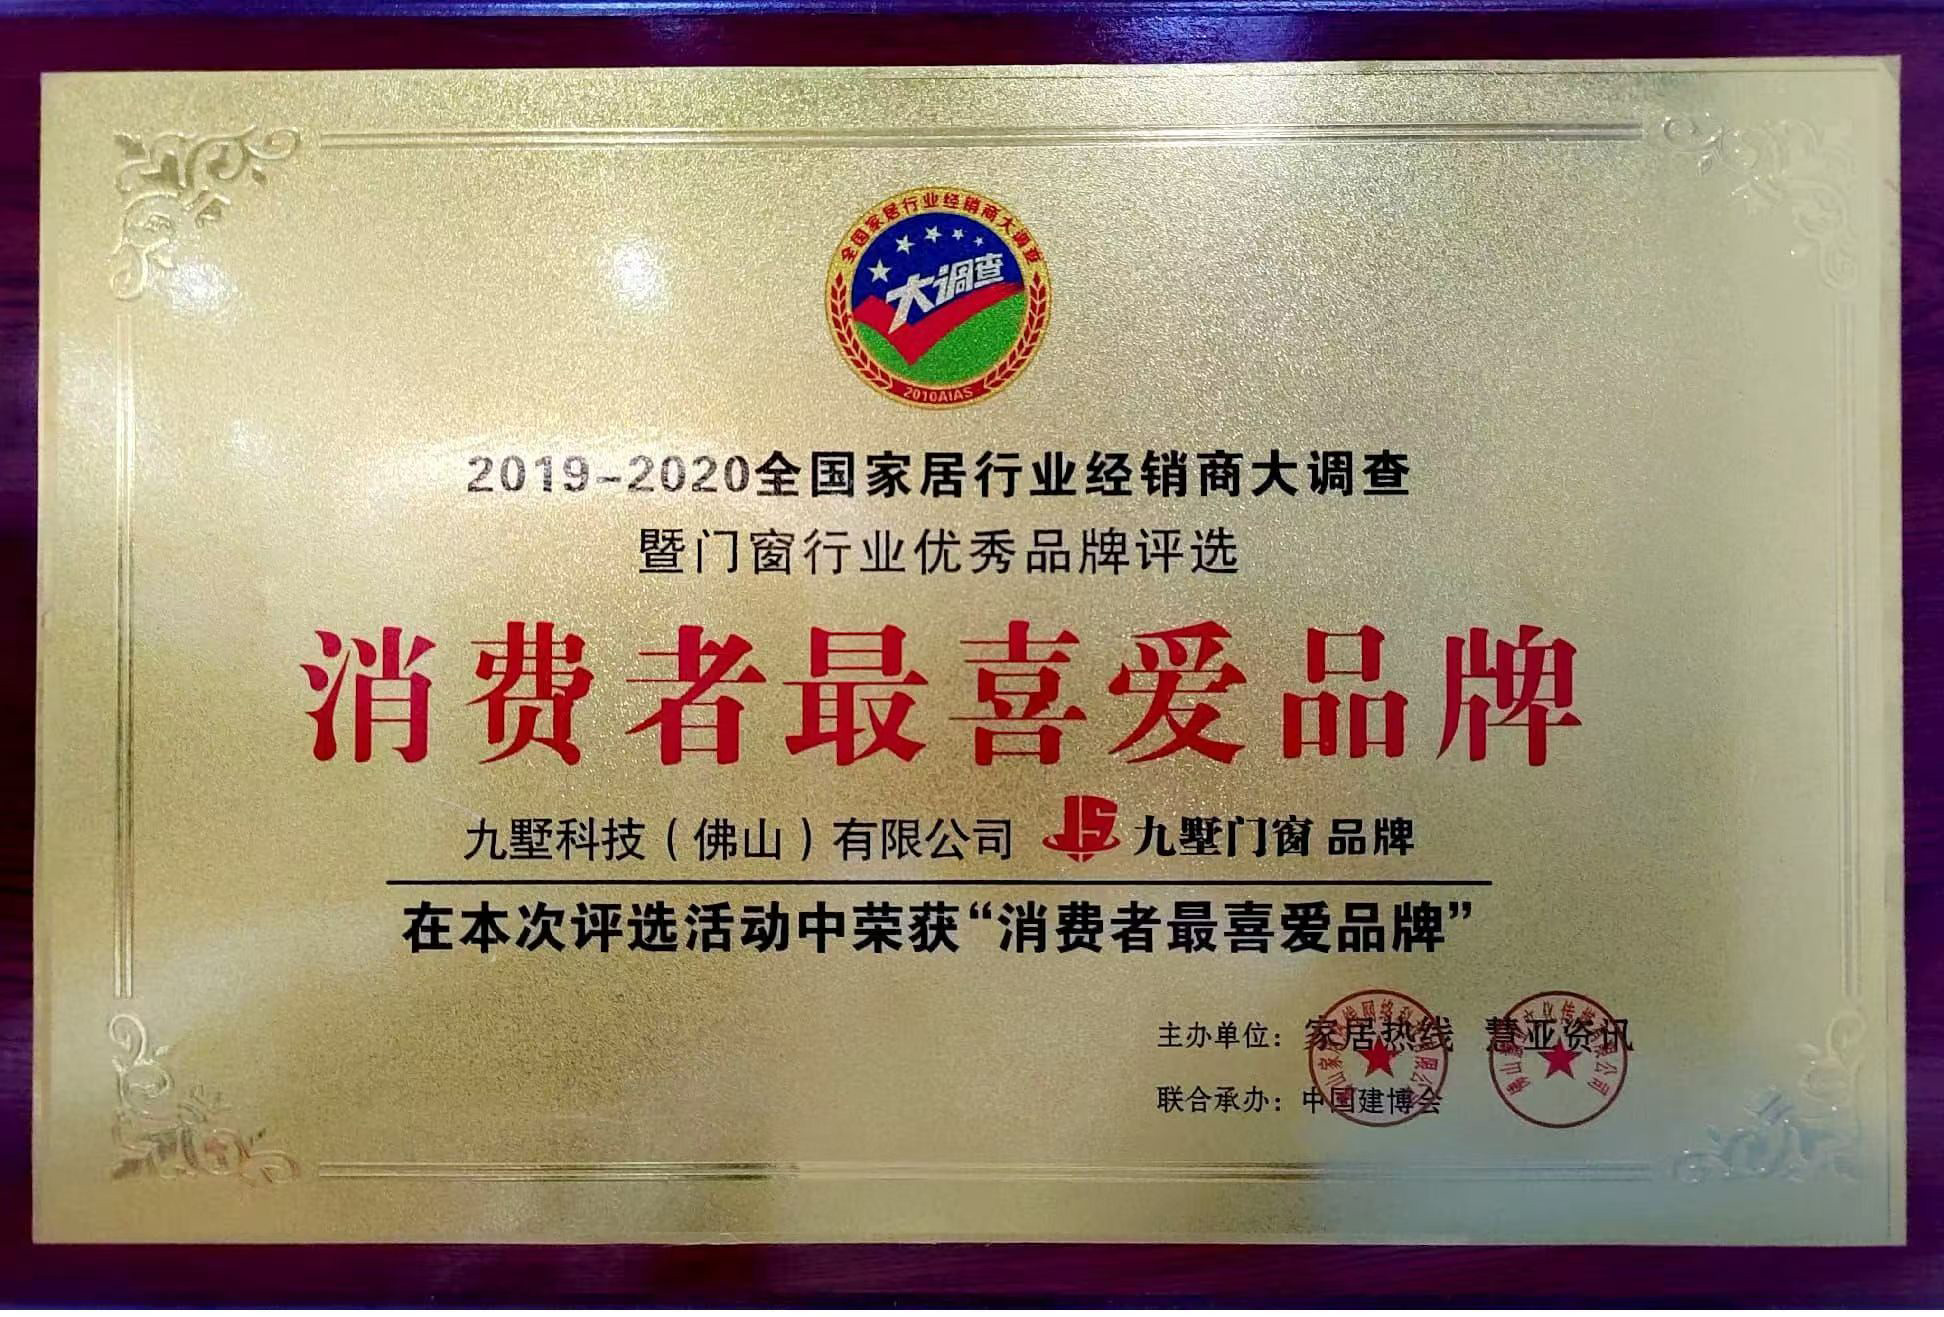 全国家居行业经销商大调查
大调查
2010AIAS
2019-2020全国家居行业经销商大调查
暨门窗行业优秀品牌评选
消费者最喜爱品牌
九墅科技（佛山）有限公司 JS 九墅门窗 品牌
在本次评选活动中荣获“消费者最喜爱品牌”
主办单位：家居热线 慧亚资讯
联合承办：中国建博会